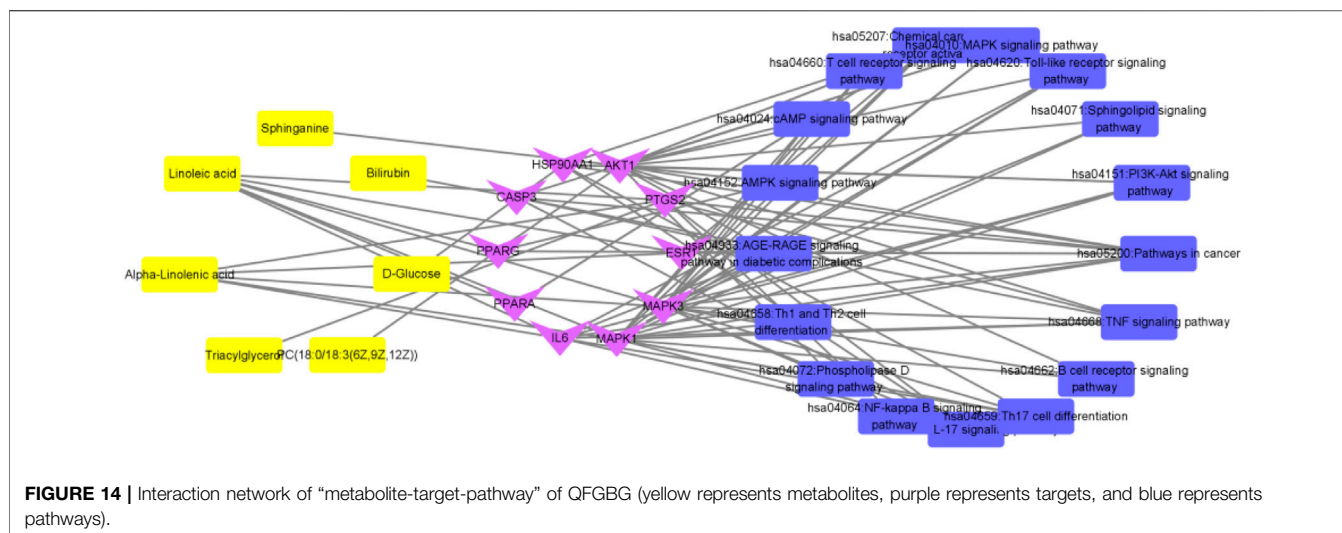 hsa05207:Chemical
hsa04010:MAPK signaling pathway
receptor activa
hsa04660:T cell receptor signaling
pathway
hsa04620:Toll-like receptor signaling
pathway
hsa04071:Sphingolipid signaling
pathway
hsa04024:cAMP signaling pathway
Sphinganine
HSP90AA1
AKT1
Linoleic acid
Bilirubin
CASP3
PTGS2
hsa04152:AMPK signaling pathway
hsa04151:PI3K-Akt signaling
pathway
PPARG
ESR1
hsa04933:AGE-RAGE signaling
pathway in diabetic complications
hsa05200:Pathways in cancer
Alpha-Linolenic acid
D-Glucose
PPARA
MAPK3
hsa04658:Th1 and Th2 cell
differentiation
hsa04668:TNF signaling pathway
IL6
MAPK1
Triacylglycerol
PC(18:0/18:3(6Z,9Z,12Z))
hsa04072:Phospholipase D
signaling pathway
hsa04662:B cell receptor signaling
pathway
hsa04064:NF-kappa B signaling
pathway
hsa04659:Th17 cell differentiation
L-17
FIGURE 14 | Interaction network of “metabolite-target-pathway” of QFGBG (yellow represents metabolites, purple represents targets, and blue represents
pathways).